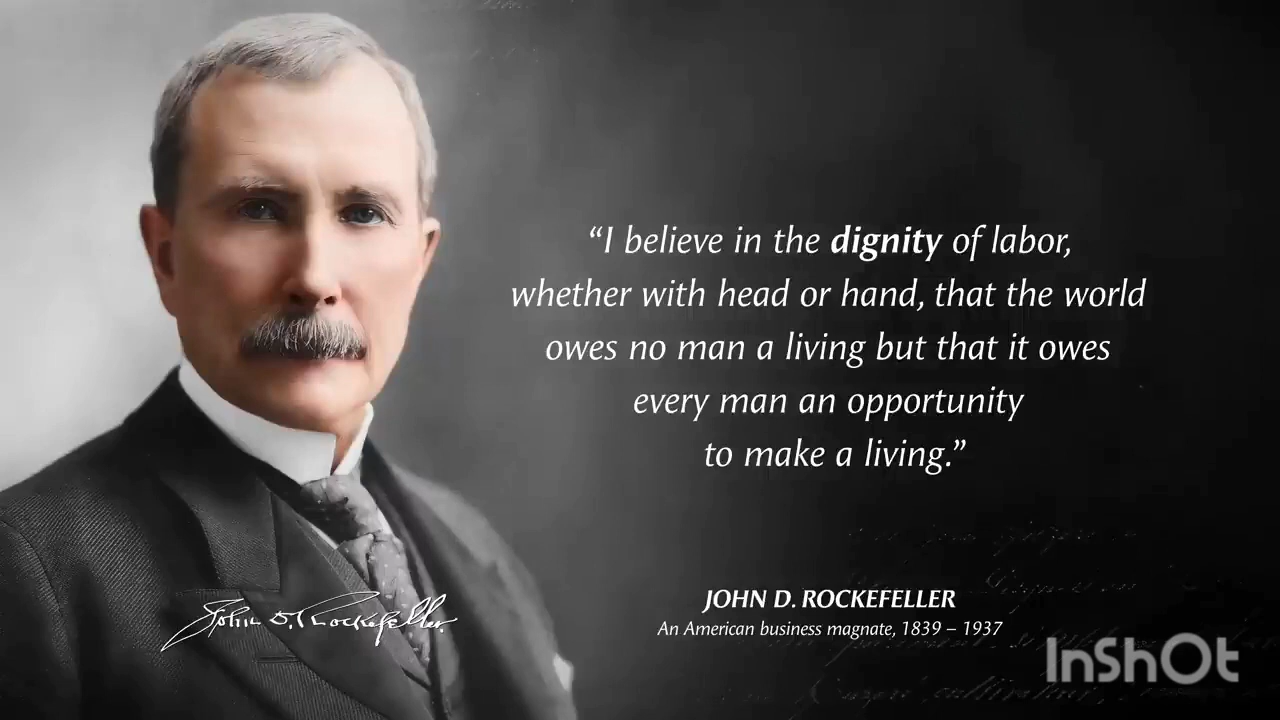 “I believe in the dignity of labor,
whether with head or hand, that the world
owes no man a living but that it owes
every man an opportunity
to make a living.”
John D. Rockefeller
JOHN D. ROCKEFELLER
An American business magnate, 1839 – 1937
InShOt